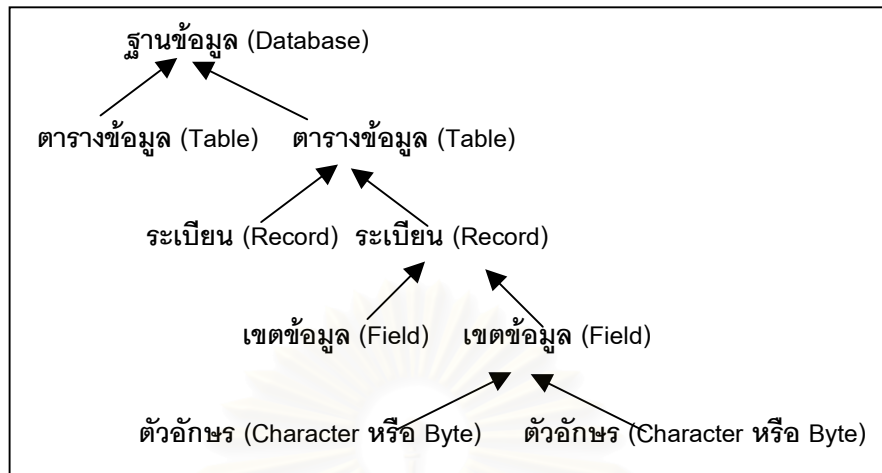 ฐานข้อมูล (Database)
ตารางข้อมูล (Table) ตารางข้อมูล (Table)
ระเบียน (Record) ระเบียน (Record)
เขตข้อมูล (Field) เขตข้อมูล (Field)
ตัวอักษร (Character หรือ Byte) ตัวอักษร (Character หรือ Byte)